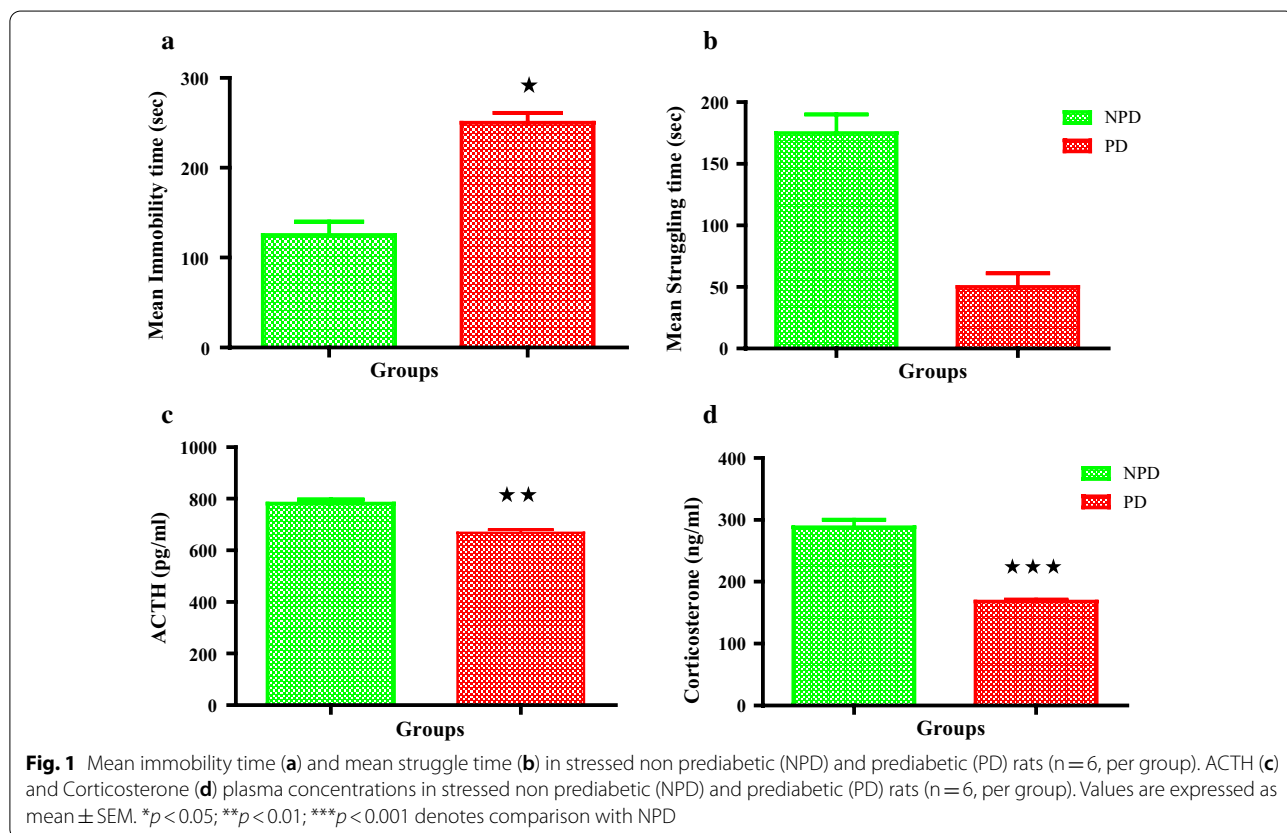 a
b
300
200
100
0
Mean Immobility time (sec)
★
Groups
200
150
100
50
0
Mean Struggling time (sec)
NPD
PD
Groups
c
d
1000
800
600
400
200
0
ACTH (pg/ml)
★★
Groups
400
300
200
100
0
Corticosterone (ng/ml)
★★★
NPD
PD
Groups
Fig. 1 Mean immobility time (a) and mean struggle time (b) in stressed non prediabetic (NPD) and prediabetic (PD) rats (n = 6, per group). ACTH (c)
and Corticosterone (d) plasma concentrations in stressed non prediabetic (NPD) and prediabetic (PD) rats (n = 6, per group). Values are expressed as
mean ± SEM. *p < 0.05; **p < 0.01; ***p < 0.001 denotes comparison with NPD